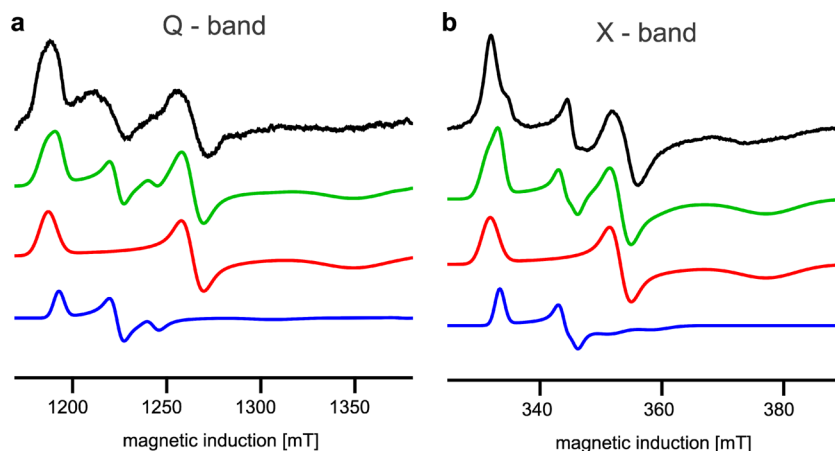 a Q - band
b X - band
1200 1250 1300 1350
340 360 380
magnetic induction [mT]
magnetic induction [mT]